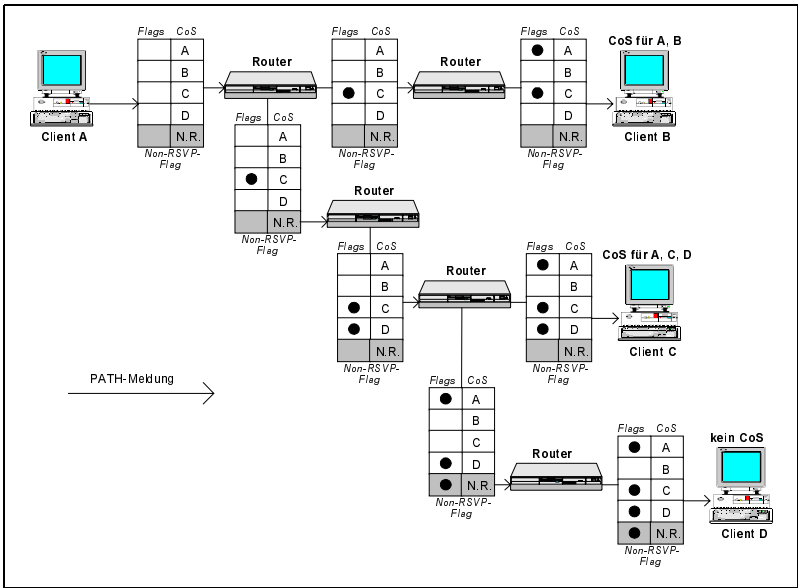 Flags CoS
A
B
C
D
N.R.
Non-RSVP-
Flag
Client A
Router
Flags CoS
A
B
C
D
N.R.
Non-RSVP-
Flag
Router
Flags CoS
A
B
C
D
N.R.
Non-RSVP-
Flag
CoS für A, B
Client B
Flags CoS
A
B
C
D
N.R.
Non-RSVP-
Flag
Router
Flags CoS
A
B
C
D
N.R.
Non-RSVP-
Flag
Router
Flags CoS
A
B
C
D
N.R.
Non-RSVP-
Flag
CoS für A, C, D
Client C
PATH-Meldung
Flags CoS
A
B
C
D
N.R.
Non-RSVP-
Flag
Router
Flags CoS
A
B
C
D
N.R.
Non-RSVP-
Flag
kein CoS
Client D